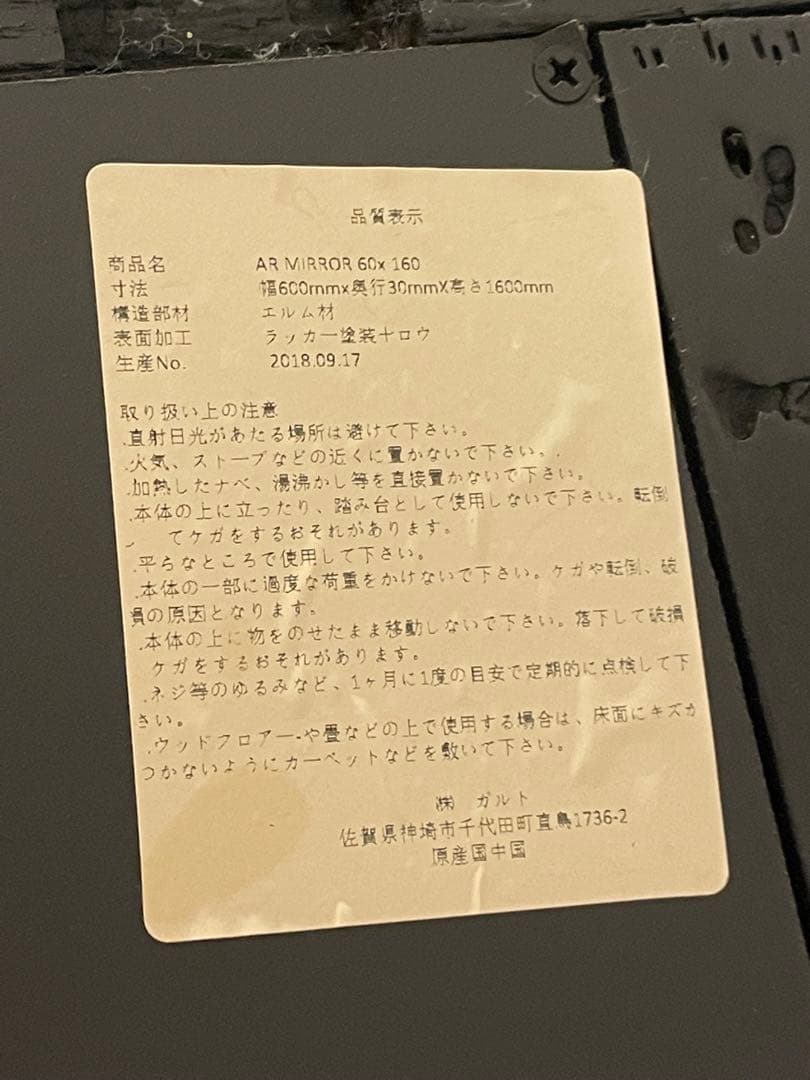 品質表示
商品名 AR MIRROR 60x 160
寸法 幅600mmx奥行30mmX高さ1600mm
構造部材 エルム材
表面加工 ラッカー塗装+ロウ
生産No. 2018.09.17
取り扱い上の注意
.直射日光があたる場所は避けて下さい。
.火気、ストーブなどの近くに置かないで下さい。.
.加熱したナベ、湯沸かし等を直接置かないで下さい。
.本体の上に立ったり、踏み台として使用しないで下さい。転倒
てケガをするおそれがあります。
.平らなところで使用して下さい。
.本体の一部に過度な荷重をかけないで下さい。ケガや転倒、破
損の原因となります。
.本体の上に物をのせたまま移動しないで下さい。落下して破損
ケガをするおそれがあります。
.ネジ等のゆるみなど、1ヶ月に1度の目安で定期的に点検して下
さい。
.ウッドフロアー-や畳などの上で使用する場合は、床面にキズが
つかないようにカーペットなどを敷いて下さい。
㈱ ガルト
佐賀県神埼市千代田町直鳥1736-2
原産国中国